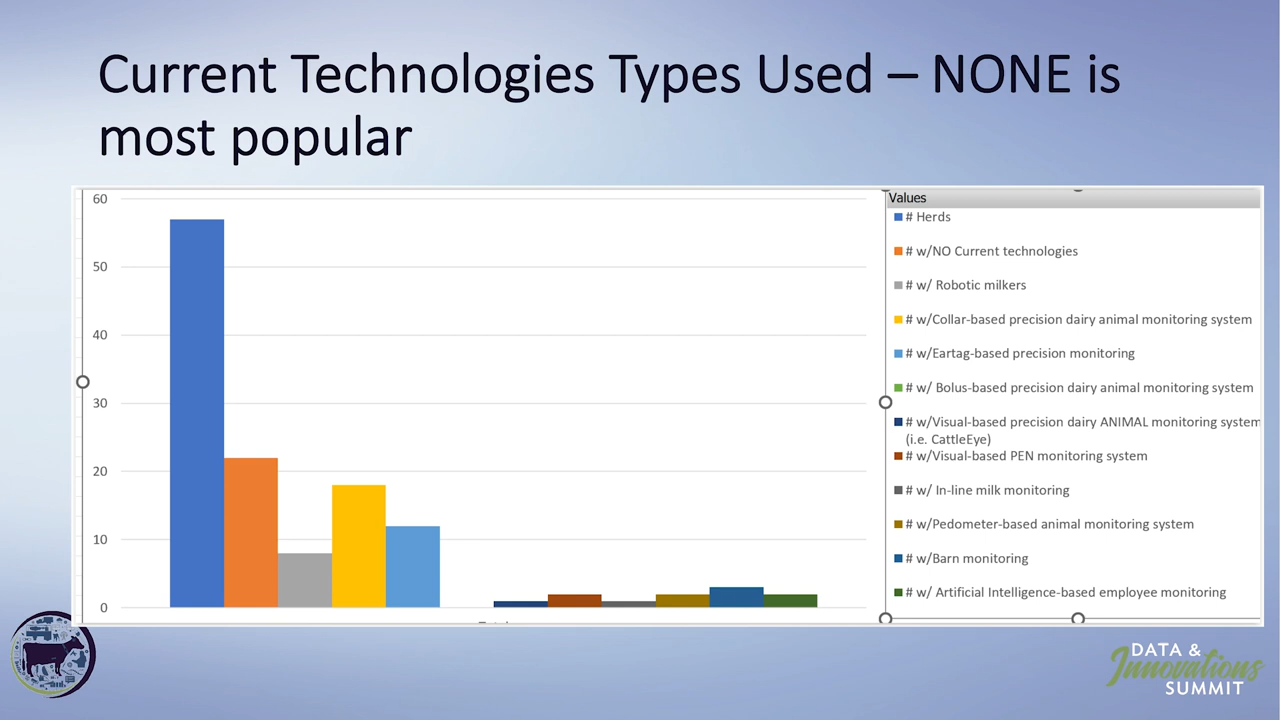 Current Technologies Types Used – NONE is
most popular
60
50
40
30
20
10
0
Values
# Herds
# w/NO Current technologies
# w/ Robotic milkers
# w/Collar-based precision dairy animal monitoring system
# w/Eartag-based precision monitoring
# w/ Bolus-based precision dairy animal monitoring system
# w/Visual-based precision dairy ANIMAL monitoring system
(i.e. CattleEye)
# w/Visual-based PEN monitoring system
# w/ In-line milk monitoring
# w/Pedometer-based animal monitoring system
# w/Barn monitoring
# w/ Artificial Intelligence-based employee monitoring
DATA &
Innovations
SUMMIT